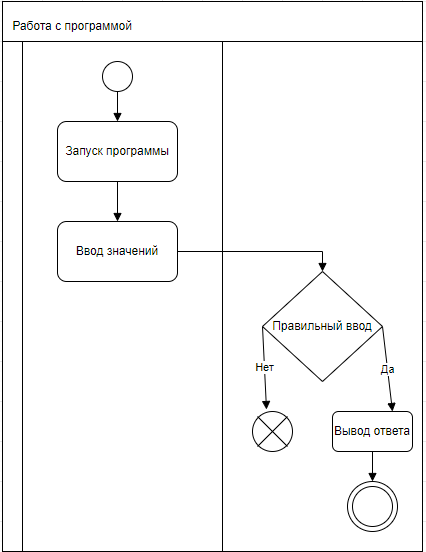 Работа с программой
Запуск программы
Ввод значений
Правильный ввод
Нет
Да
Вывод ответа